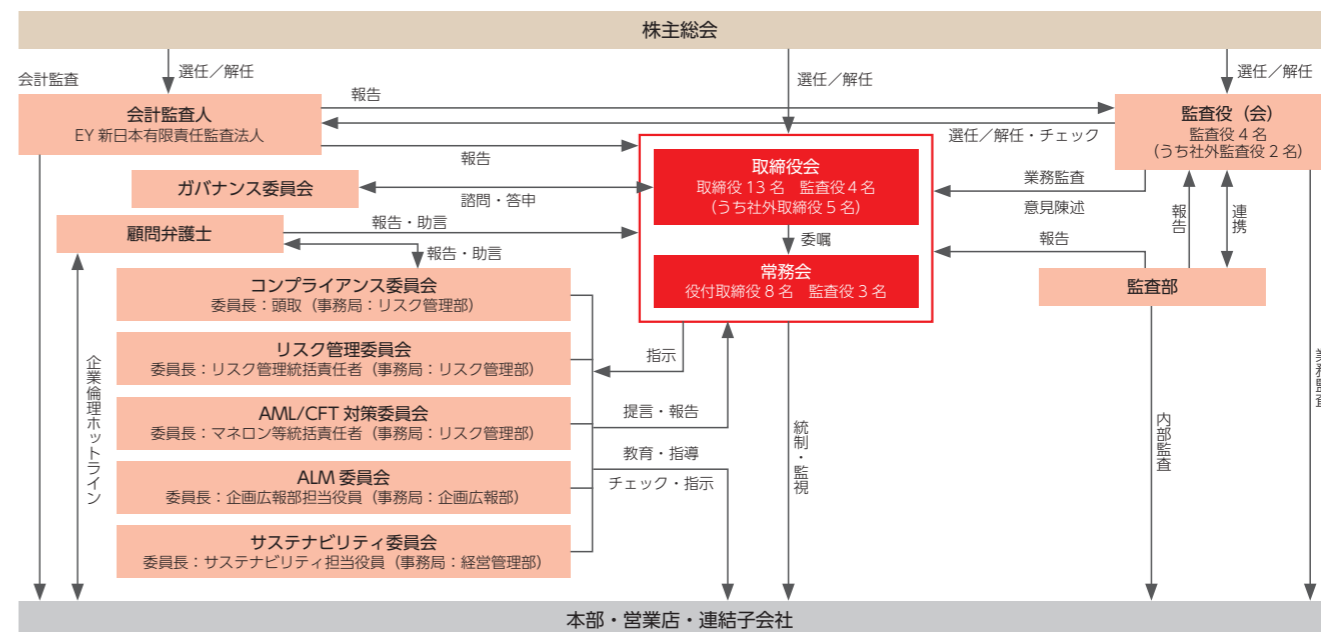 株主総会
会計監査
選任／解任
選任／解任
選任／解任
会計監査人
EY 新日本有限責任監査法人
報告
選任／解任・チェック
監査役（会）
監査役 4 名
（うち社外監査役 2 名）
報告
取締役会
取締役 13 名　監査役 4 名
（うち社外取締役 5 名）
業務監査
意見陳述
ガバナンス委員会
諮問・答申
報告
連携
顧問弁護士
報告・助言
報告・助言
委嘱
報告
常務会
役付取締役 8 名　監査役 3 名
監査部
コンプライアンス委員会
委員長：頭取（事務局：リスク管理部）
リスク管理委員会
委員長：リスク管理統括責任者（事務局：リスク管理部）
指示
AML/CFT 対策委員会
委員長：マネロン等統括責任者（事務局：リスク管理部）
提言・報告
教育・指導
チェック・指示
ALM 委員会
委員長：企画広報部担当役員（事務局：企画広報部）
サステナビリティ委員会
委員長：サステナビリティ担当役員（事務局：経営管理部）
企業倫理ホットライン
統制・監視
内部監査
業務監査
本部・営業店・連結子会社